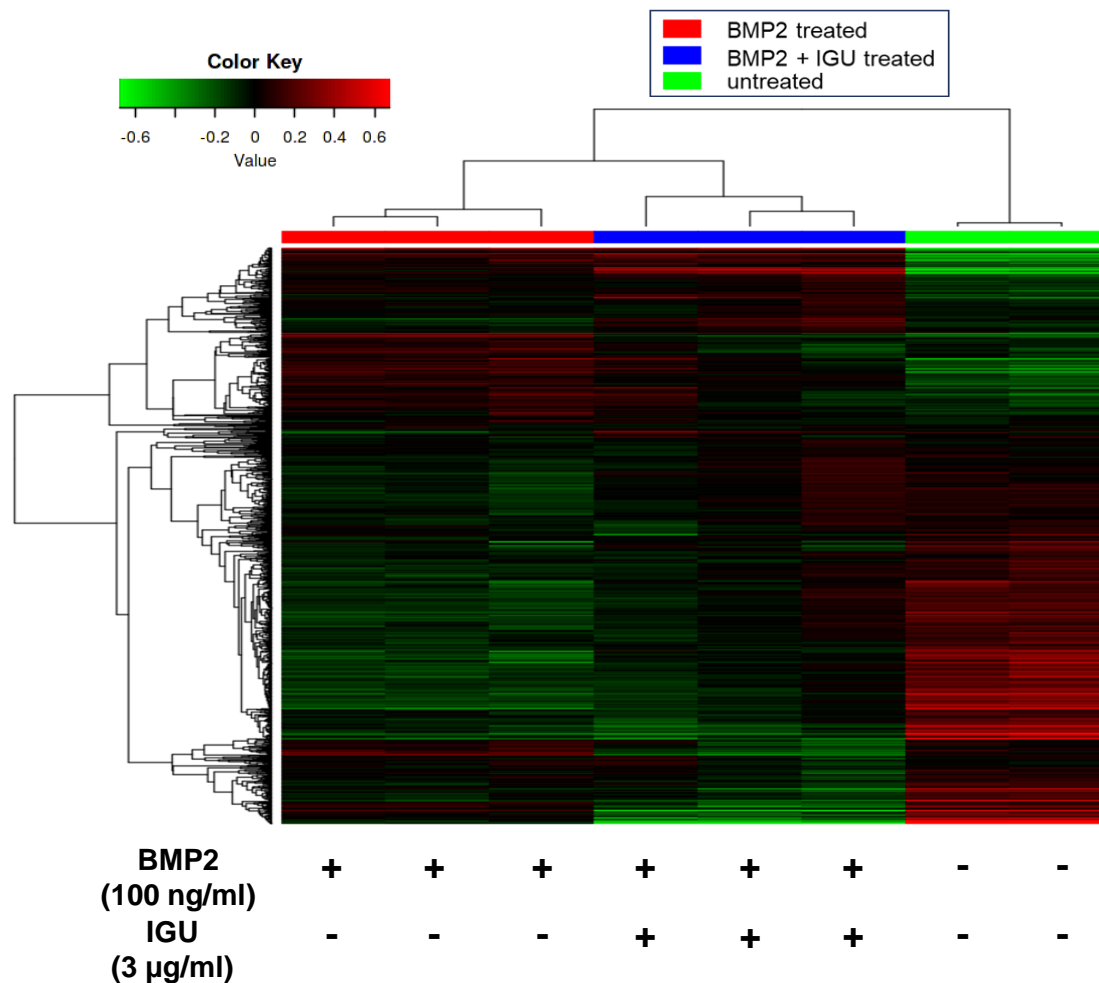 BMP2 treated
BMP2 + IGU treated
untreated
Color Key
-0.6 -0.2 0 0.2 0.4 0.6
Value
BMP2 + + + + + + - -
(100 ng/ml)
IGU - - - + + + - -
(3 µg/ml)